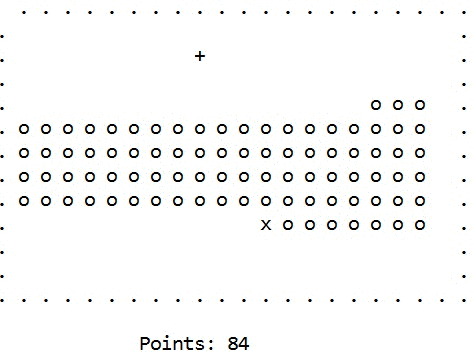 . . . . . . . . . . . . . . . . . . . . .
.                                         .
.                 +                       .
.                                         .
.                                 o o o   .
. o o o o o o o o o o o o o o o o o o o   .
. o o o o o o o o o o o o o o o o o o o   .
. o o o o o o o o o o o o o o o o o o o   .
. o o o o o o o o o o o o o o o o o o o   .
.                       x o o o o o o o   .
.                                         .
.                                         .
. . . . . . . . . . . . . . . . . . . . . .
Points: 84